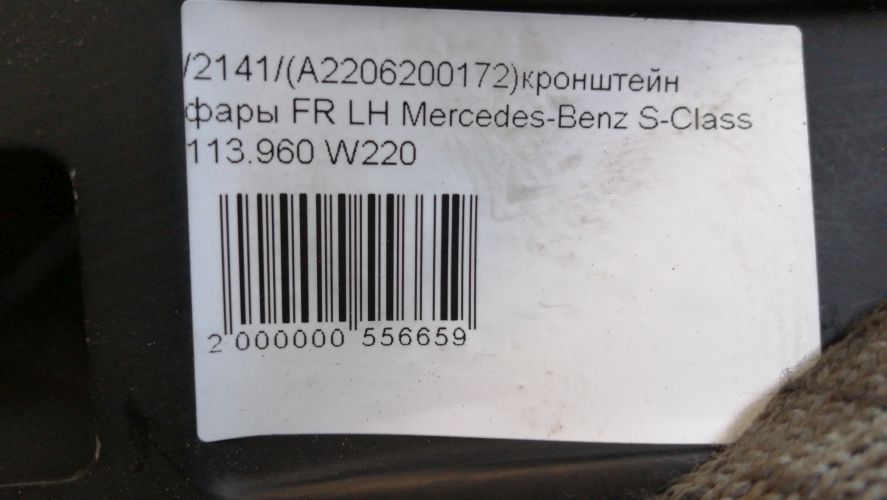 /2141/(A2206200172)кронштейн
фары FR LH Mercedes-Benz S-Class
113.960 W220
2 000000 556659